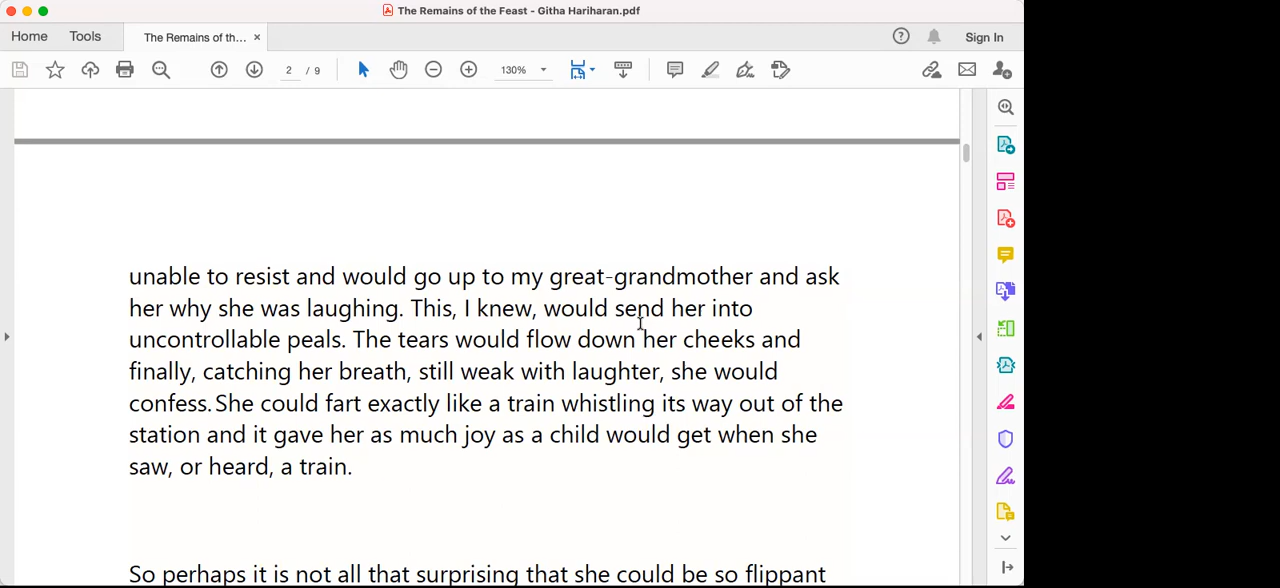 The Remains of the Feast - Githa Hariharan.pdf
Home Tools The Remains of th... × Sign In
2 / 9 130%
unable to resist and would go up to my great-grandmother and ask
her why she was laughing. This, I knew, would send her into
uncontrollable peals. The tears would flow down her cheeks and
finally, catching her breath, still weak with laughter, she would
confess. She could fart exactly like a train whistling its way out of the
station and it gave her as much joy as a child would get when she
saw, or heard, a train.
So perhaps it is not all that surprising that she could be so flippant